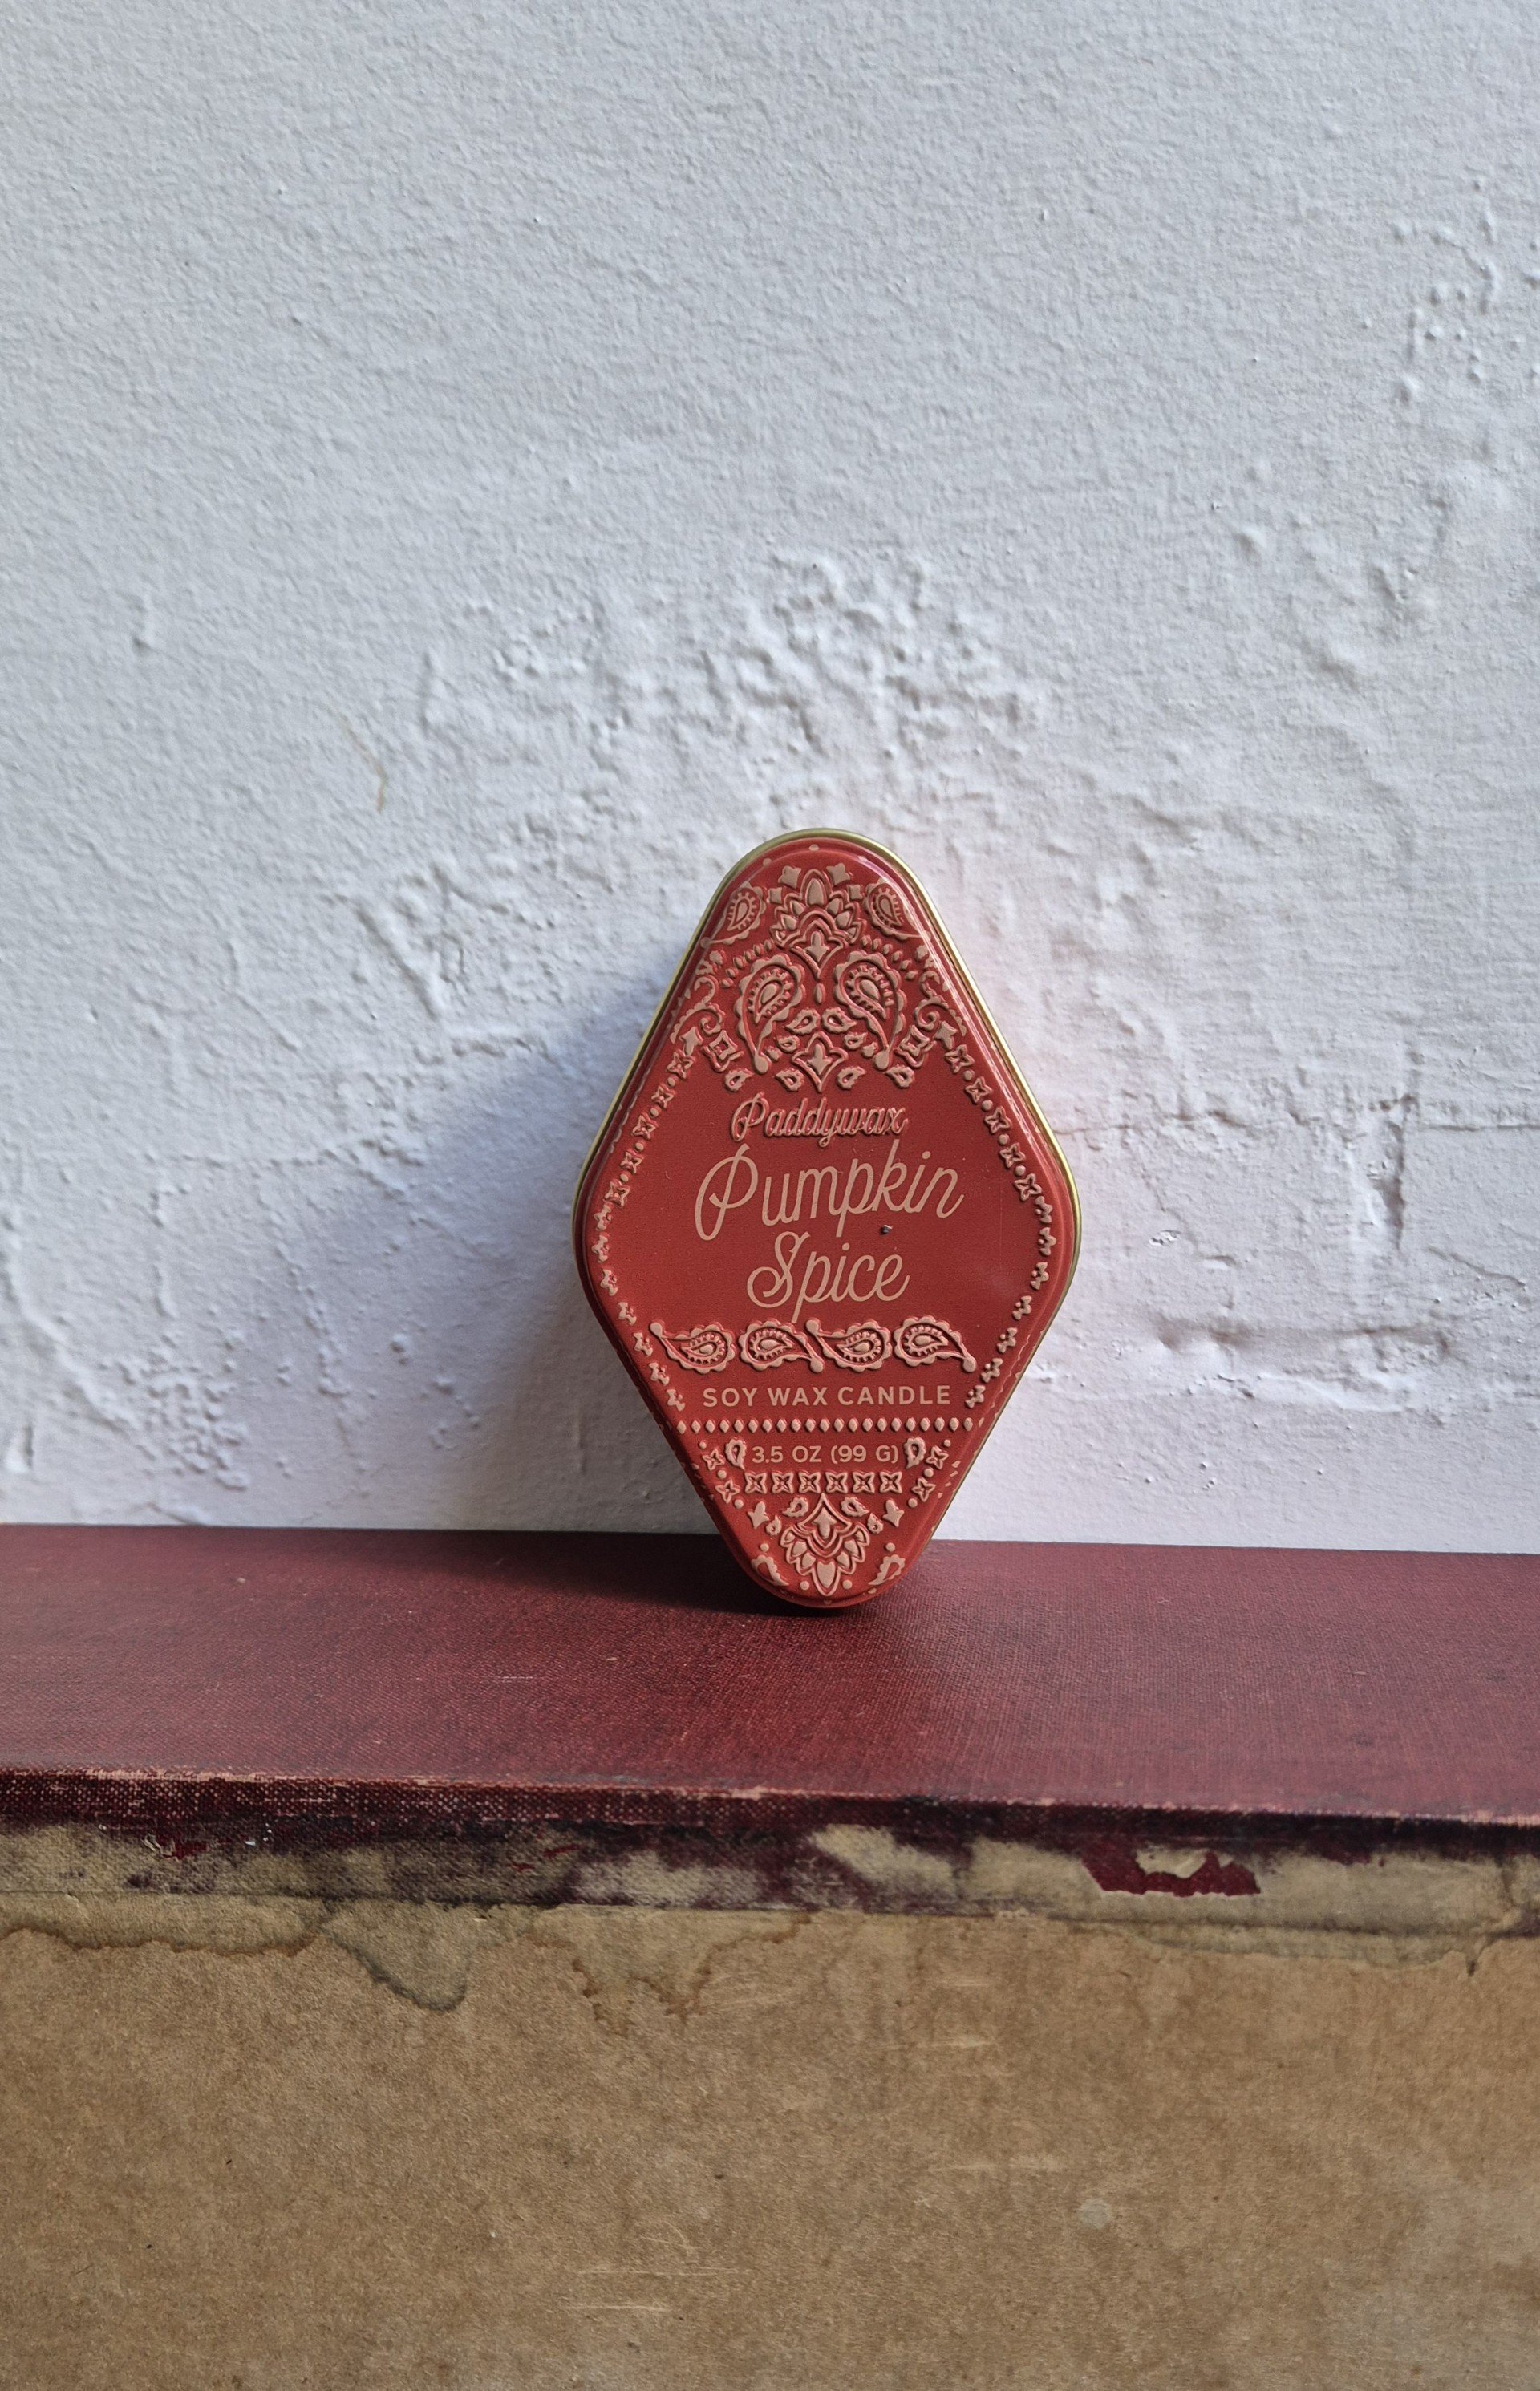 Paddywax
Pumpkin
Spice
SOY WAX CANDLE
3.5 OZ (99 G)